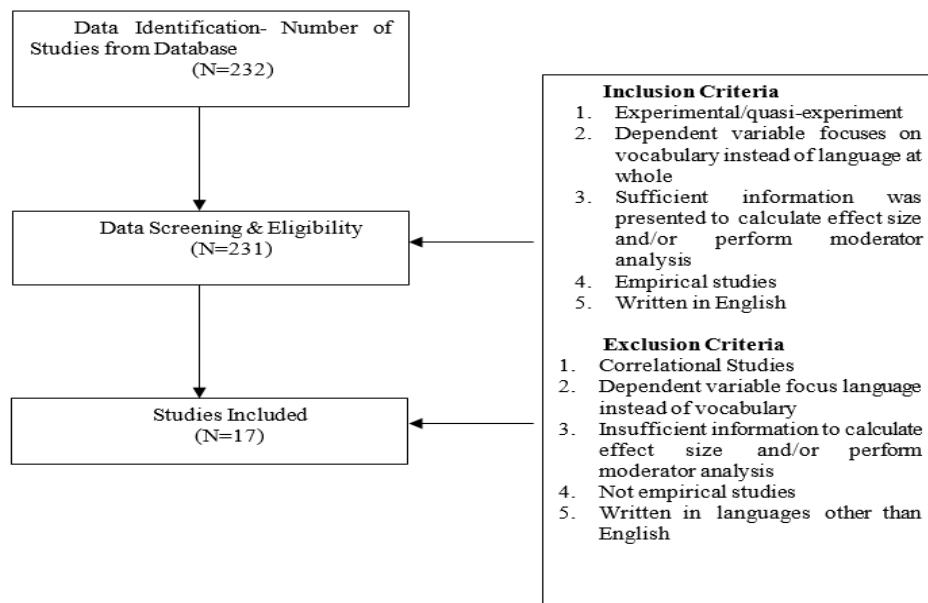 Data Identification- Number of
Studies from Database
(N=232)
Data Screening & Eligibility
(N=231)
Studies Included
(N=17)
Inclusion Criteria
1. Experimental/quasi-experiment
2. Dependent variable focuses on
vocabulary instead of language at
whole
3. Sufficient information was
presented to calculate effect size
and/or perform moderator
analysis
4. Empirical studies
5. Written in English
Exclusion Criteria
1. Correlational Studies
2. Dependent variable focus language
instead of vocabulary
3. Insufficient information to calculate
effect size and/or perform
moderator analysis
4. Not empirical studies
5. Written in languages other than
English